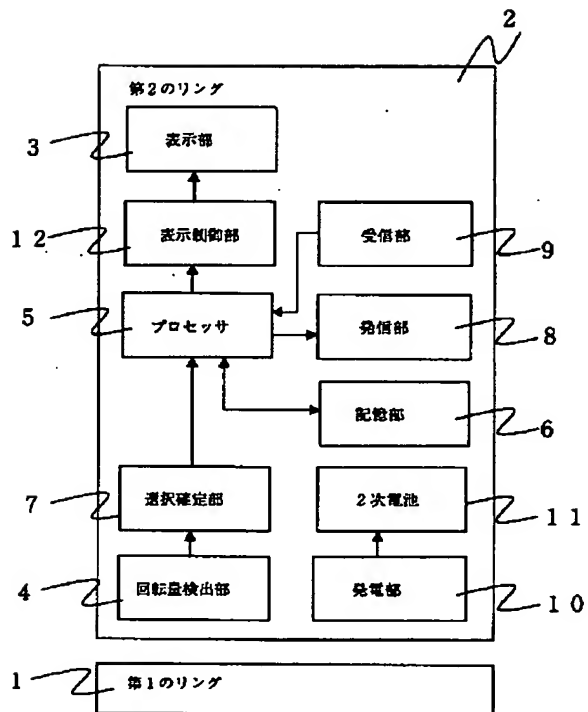 2
第2のリング
3
表示部
12
表示制御部
受信部
9
5
プロセッサ
発信部
8
記憶部
6
7
選択確定部
2次電池
11
4
回転量検出部
発電部
10
1
第1のリング